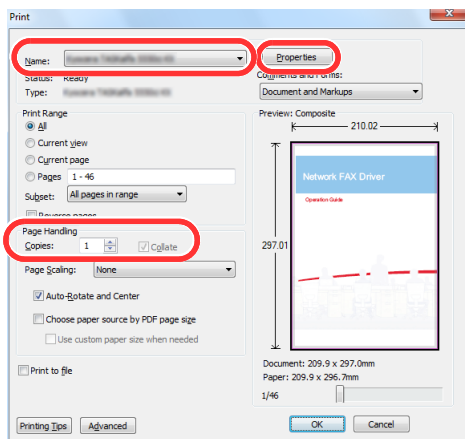 Print
Name:
Properties
Status: Ready
Comments and Forms:
Type:
Document and Markups
Print Range
All
Current view
Current page
Pages 1 - 46
Subset: All pages in range
Reverse pages
Page Handling
Copies: 1 Collate
Page Scaling: None
Auto-Rotate and Center
Choose paper source by PDF page size
Use custom paper size when needed
Print to file
Preview: Composite
210.02
297.01
Network FAX Driver
Operation Guide
Document: 209.9 x 297.0mm
Paper: 209.9 x 296.7mm
1/46
Printing Tips
Advanced
OK
Cancel